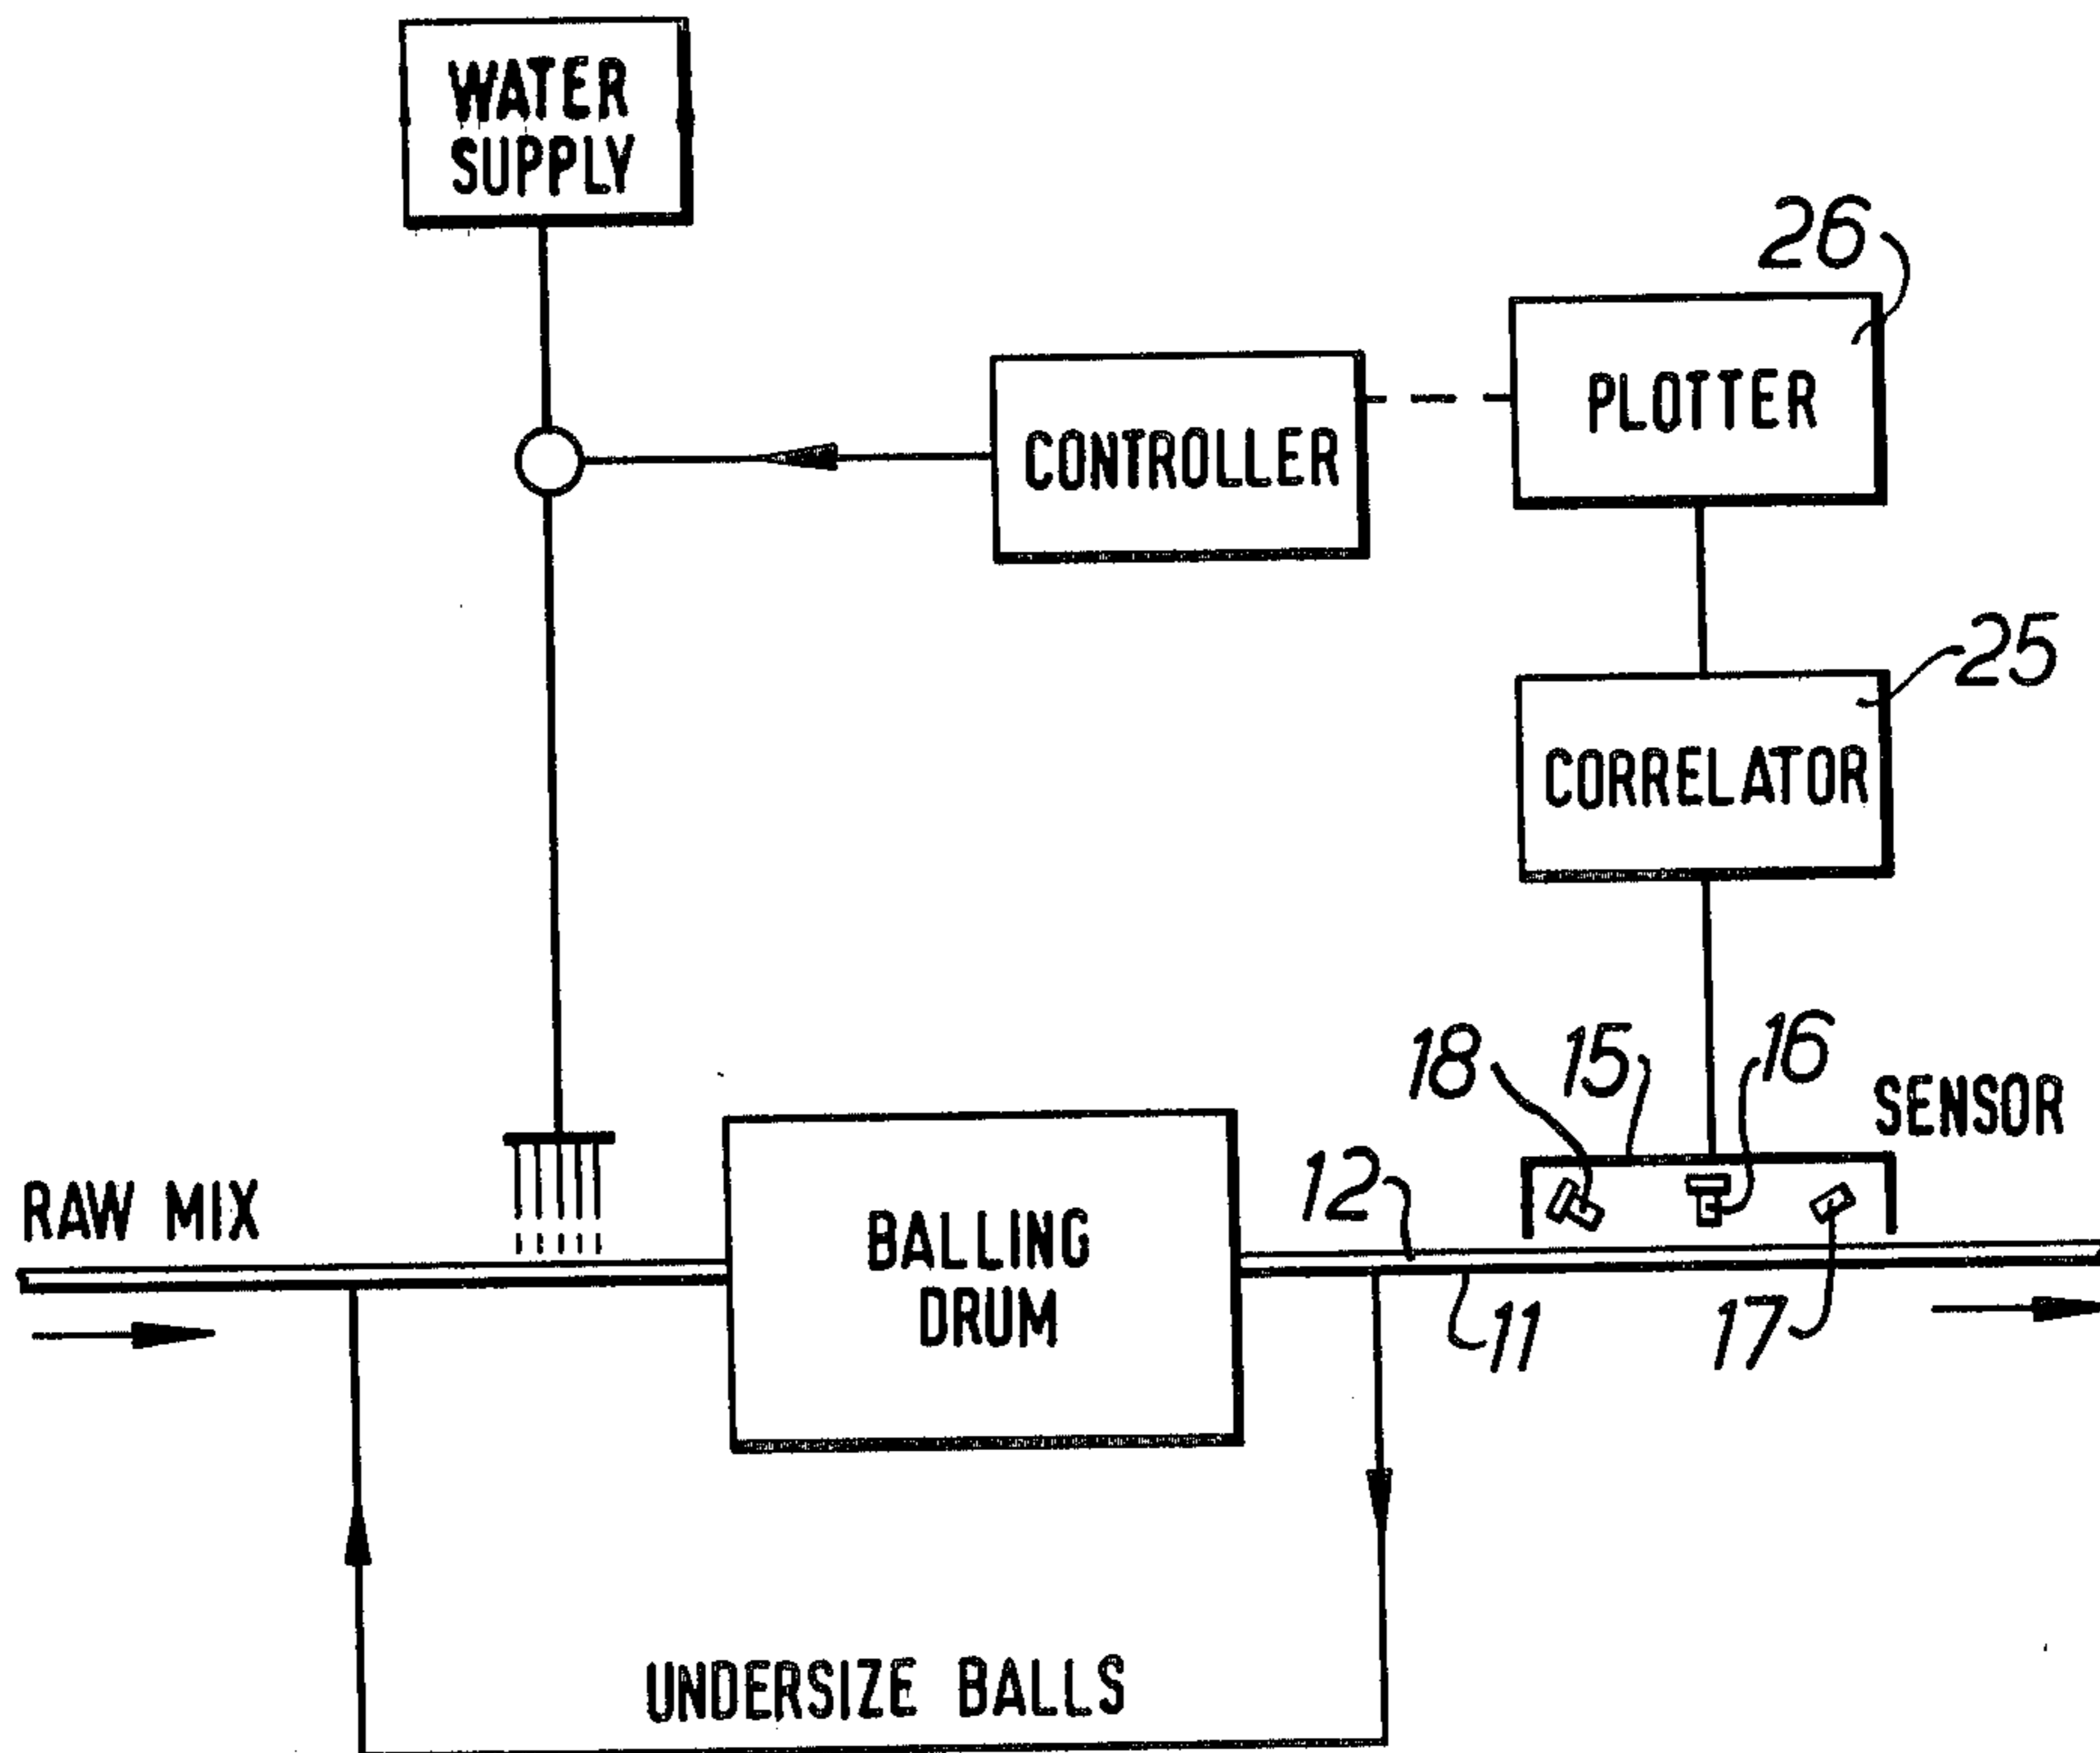 WATER
SUPPLY
26
PLOTTER
CONTROLLER
25
CORRELATOR
18
15
16
SENSOR
RAW MIX
12
BALLING
DRUM
11
17
UNDERSIZE BALLS